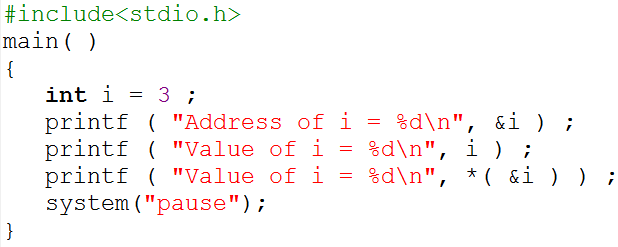 #include<stdio.h>
main( )
{
int i = 3 ;
printf ( "Address of i = %d\n", &i ) ;
printf ( "Value of i = %d\n", i ) ;
printf ( "Value of i = %d\n", *( &i ) ) ;
system("pause");
}